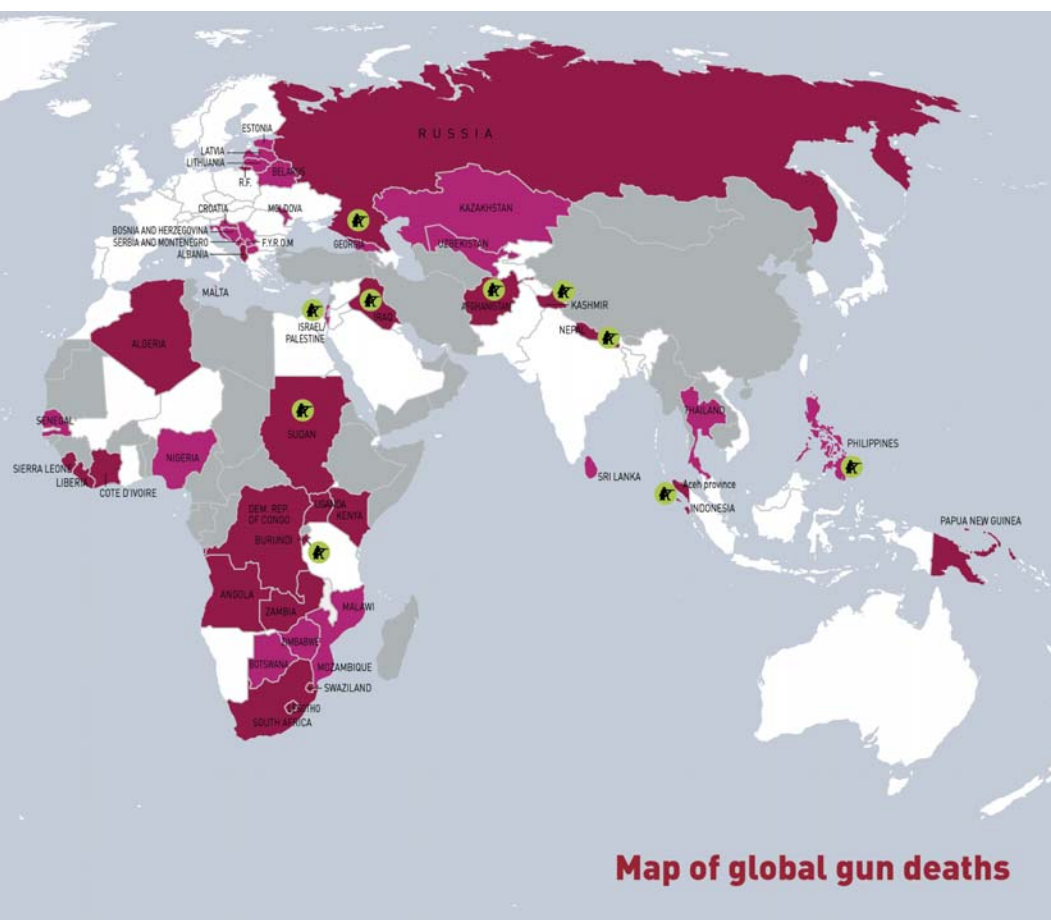 RUSSIA
ESTONIA
LATVIA
LITHUANIA
BELARUS
R.F.
CROATIA
MOLDOVA
KAZAKHSTAN
BOSNIA AND HERZEGOVINA
SERBIA AND MONTENEGRO
F.Y.R.O.M
GEORGIA
UZBEKISTAN
ALBANIA
MALTA
AFGHANISTAN
KASHMIR
IRAQ
ISRAEL/
PALESTINE
NEPAL
ALGERIA
SENEGAL
SUDAN
THAILAND
NIGERIA
PHILIPPINES
SIERRA LEONE
LIBERIA
COTE D'IVOIRE
SRI LANKA
Aceh province
INDONESIA
DEM. REP.
OF CONGO
UGANDA
KENYA
PAPUA NEW GUINEA
BURUNDI
ANGOLA
ZAMBIA
MALAWI
ZIMBABWE
BOTSWANA
MOZAMBIQUE
SWAZILAND
LESOTHO
SOUTH AFRICA
Map of global gun deaths